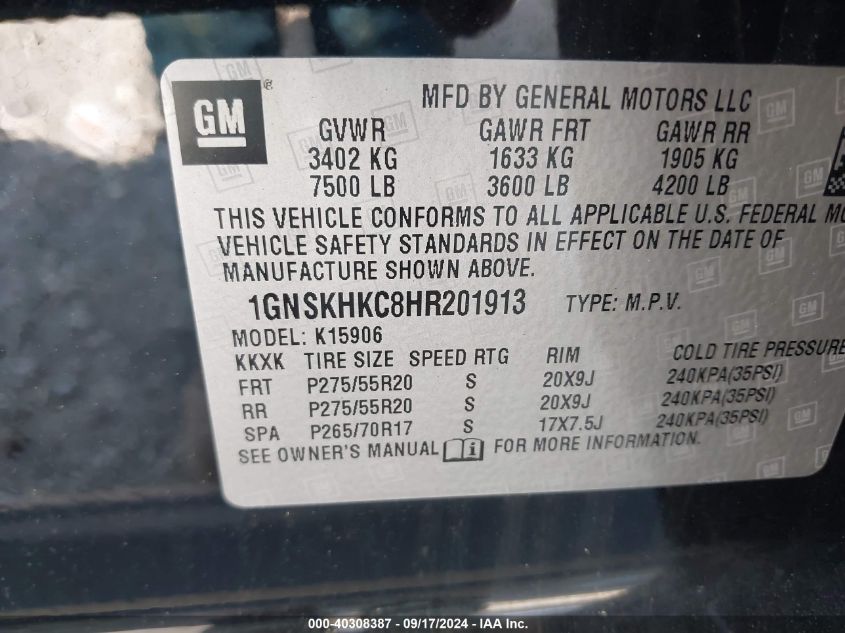 GM®
MFD BY GENERAL MOTORS LLC
GVWR GAWR FRT GAWR RR
3402 KG 1633 KG 1905 KG
7500 LB 3600 LB 4200 LB
THIS VEHICLE CONFORMS TO ALL APPLICABLE U.S. FEDERAL
VEHICLE SAFETY STANDARDS IN EFFECT ON THE DATE OF
MANUFACTURE SHOWN ABOVE.
1GNSKHKC8HR201913 TYPE: M.P.V.
MODEL: K15906
KKXK TIRE SIZE SPEED RTG RIM COLD TIRE PRESSURE
FRT P275/55R20 S 20X9J 240KPA(35PSI)
RR P275/55R20 S 20X9J 240KPA(35PSI)
SPA P265/70R17 S 17X7.5J 240KPA(35PSI)
SEE OWNER'S MANUAL i FOR MORE INFORMATION.
000-40308387 - 09/17/2024 - Copyright © IAA, Inc.